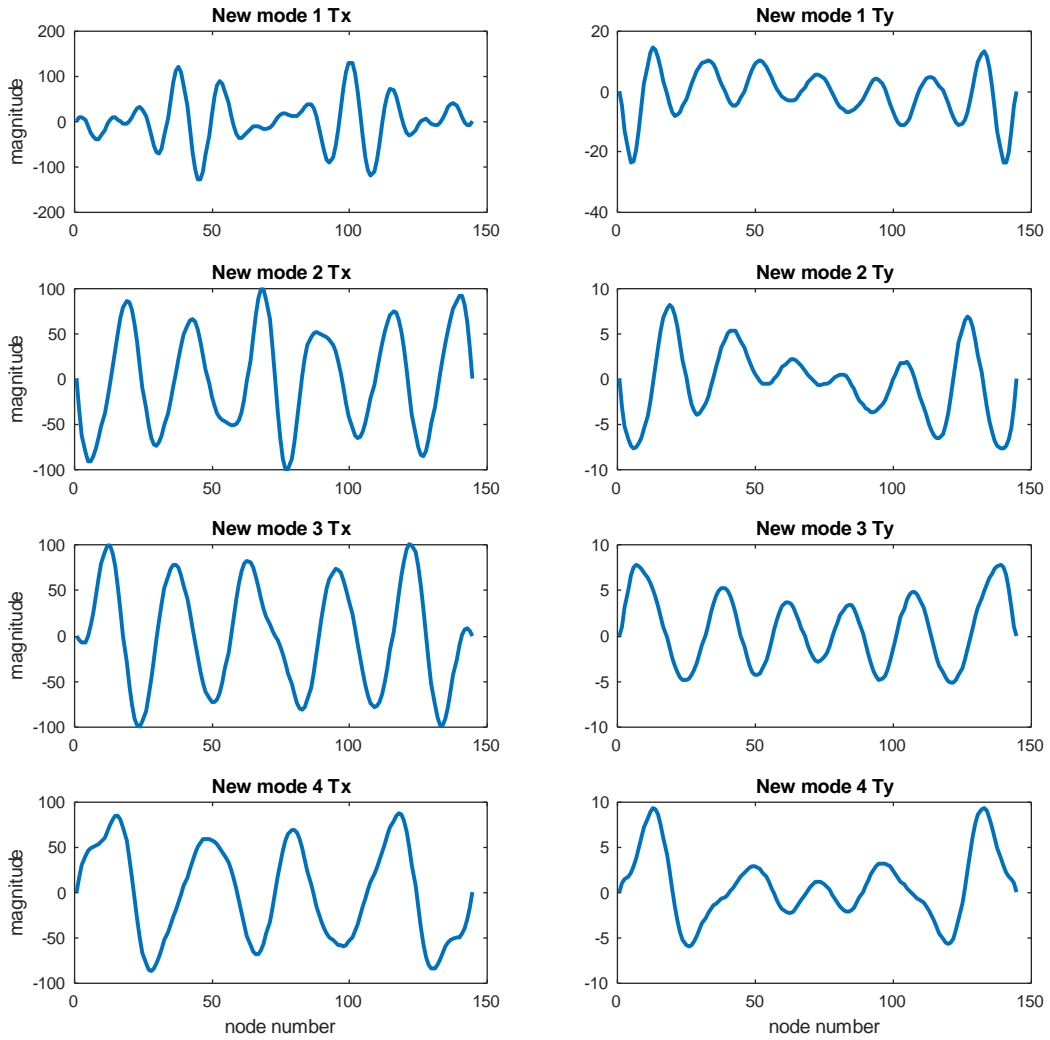 New mode 1 Tx
New mode 1 Ty
200
100
0
-100
-200
magnitude
0 50 100 150
20
0
-20
-40
0 50 100 150
New mode 2 Tx
New mode 2 Ty
100
50
0
-50
-100
magnitude
0 50 100 150
10
5
0
-5
-10
0 50 100 150
New mode 3 Tx
New mode 3 Ty
100
50
0
-50
-100
magnitude
0 50 100 150
10
5
0
-5
-10
0 50 100 150
New mode 4 Tx
New mode 4 Ty
100
50
0
-50
-100
magnitude
0 50 100 150
node number
10
5
0
-5
-10
0 50 100 150
node number